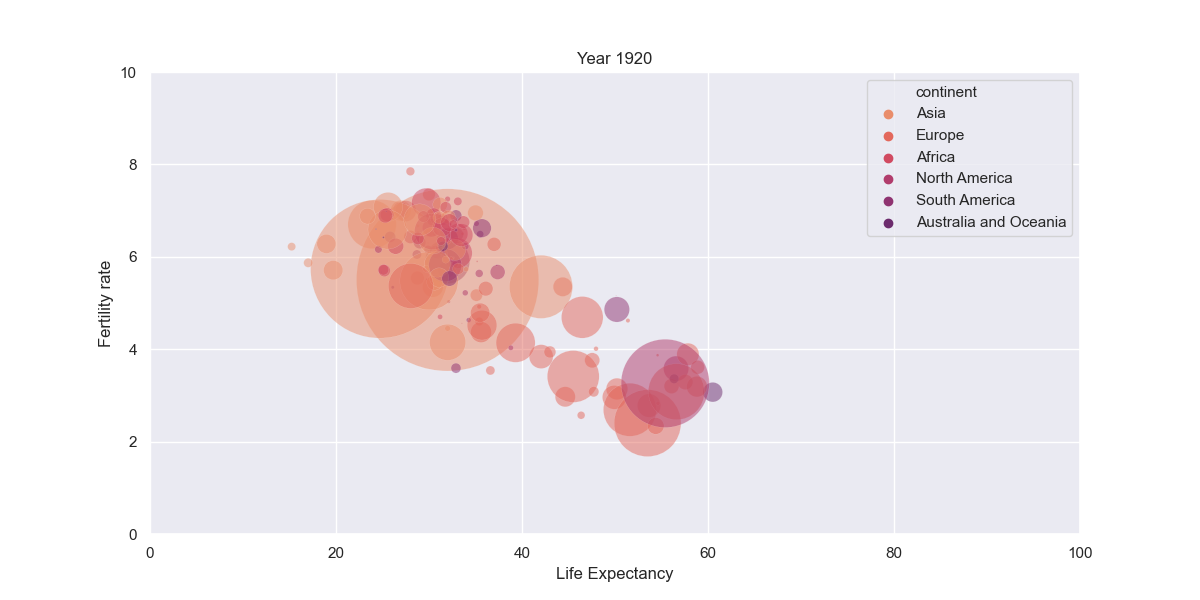 Year 1920
10
8
6
4
2
0
Fertility rate
0 20 40 60 80 100
Life Expectancy
continent
Asia
Europe
Africa
North America
South America
Australia and Oceania